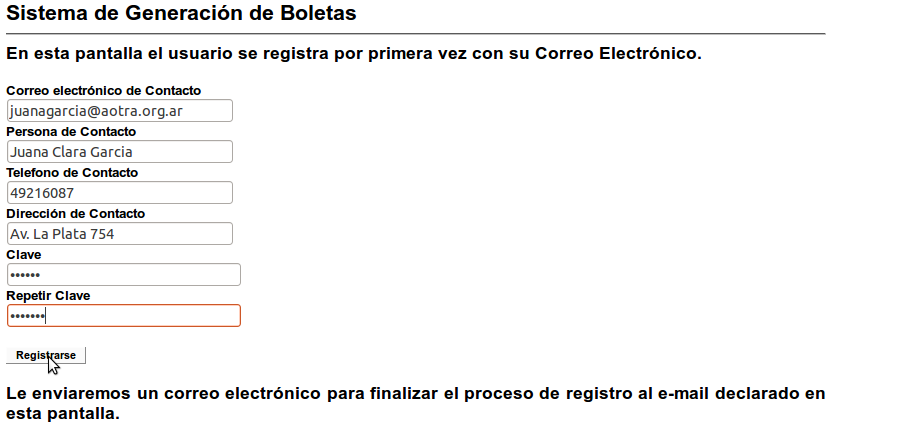 Sistema de Generación de Boletas
En esta pantalla el usuario se registra por primera vez con su Correo Electrónico.
Correo electrónico de Contacto
juanagarcia@aotra.org.ar
Persona de Contacto
Juana Clara Garcia
Telefono de Contacto
49216087
Dirección de Contacto
Av. La Plata 754
Clave
••••••
Repetir Clave
•••••••
Registrarse
Le enviaremos un correo electrónico para finalizar el proceso de registro al e-mail declarado en
esta pantalla.